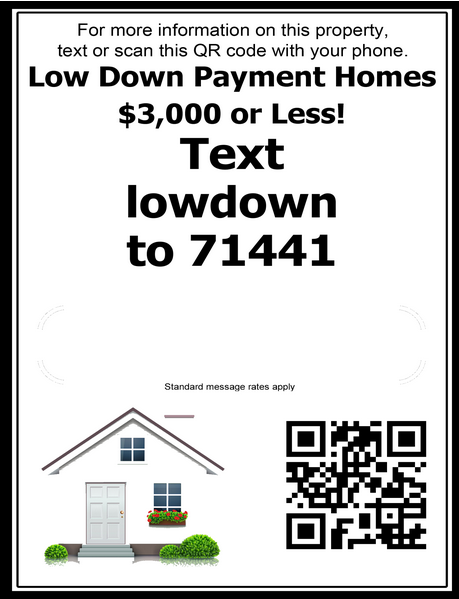 For more information on this property,
text or scan this QR code with your phone.
Low Down Payment Homes
$3,000 or Less!
Text
lowdown
to 71441
Standard message rates apply